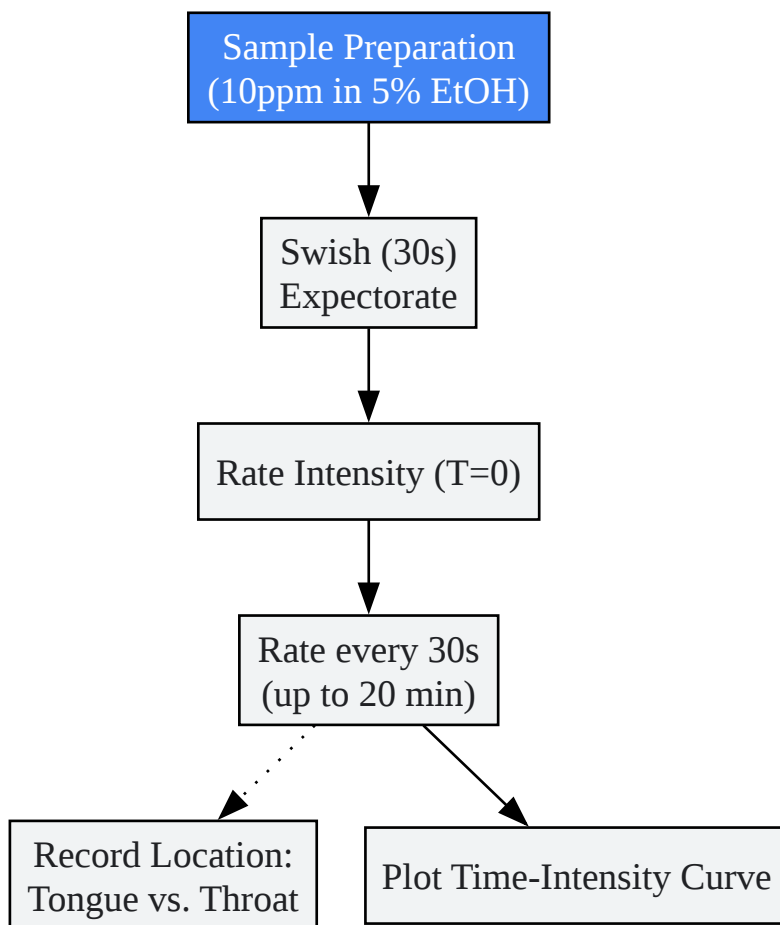 Sample Preparation
(10ppm in 5% EtOH)
Swish (30s)
Expectorate
Rate Intensity (T=0)
Rate every 30s
(up to 20 min)
Record Location:
Tongue vs. Throat
Plot Time-Intensity Curve